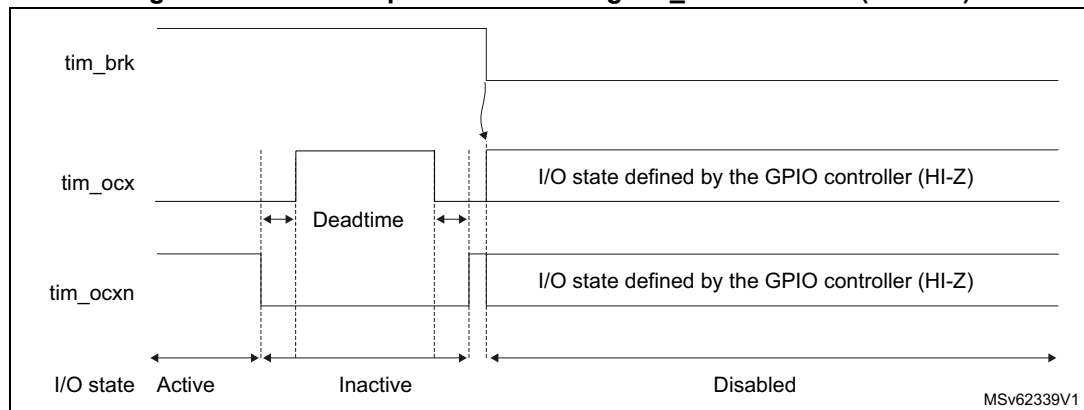 tim_brk
tim_ocx
I/O state defined by the GPIO controller (HI-Z)
Deadtime
tim_ocxn
I/O state defined by the GPIO controller (HI-Z)
I/O state Active Inactive Disabled
MSv62339V1